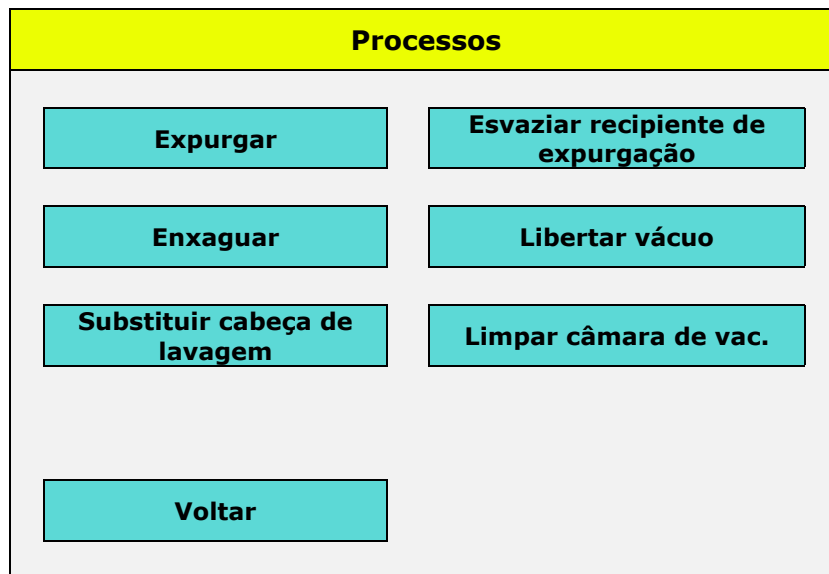 Processos
Expurgar
Esvaziar recipiente de
expurgação
Enxaguar
Libertar vácuo
Substituir cabeça de
lavagem
Limpar câmara de vac.
Voltar